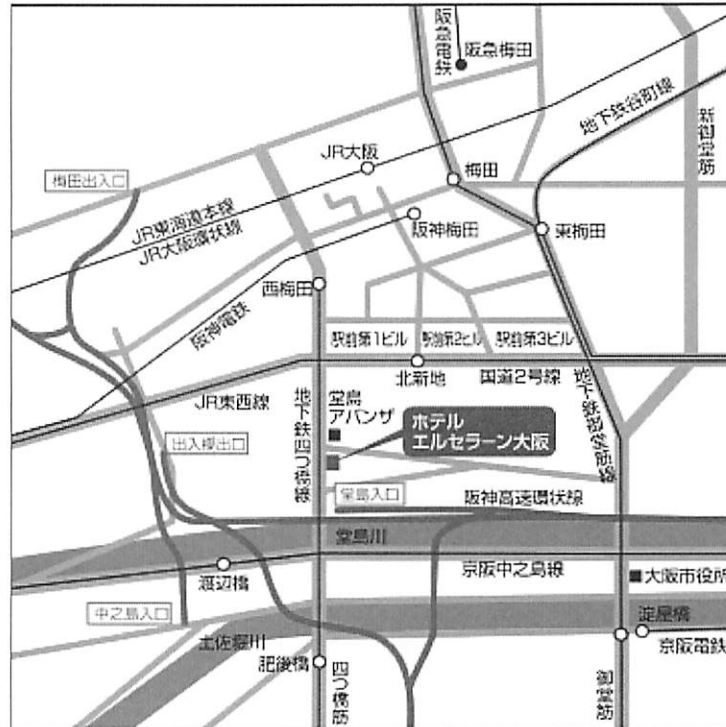 阪急電鉄
阪急梅田
地下鉄谷町線
新御堂筋
JR大阪
梅田
梅田出入口
JR東海道本線
JR大阪環状線
阪神梅田
東梅田
西梅田
阪神電鉄
駅前第1ビル
駅前第2ビル
駅前第3ビル
北新地
国道2号線
JR東西線
地下鉄四つ橋線
堂島
アバンザ
ホテル
エルセラーン大阪
地下鉄御堂筋線
出入橋出口
堂島入口
阪神高速環状線
堂島川
渡辺橋
京阪中之島線
大阪市役所
中之島入口
土佐堀川
淀屋橋
肥後橋
四つ橋筋
御堂筋
京阪電鉄